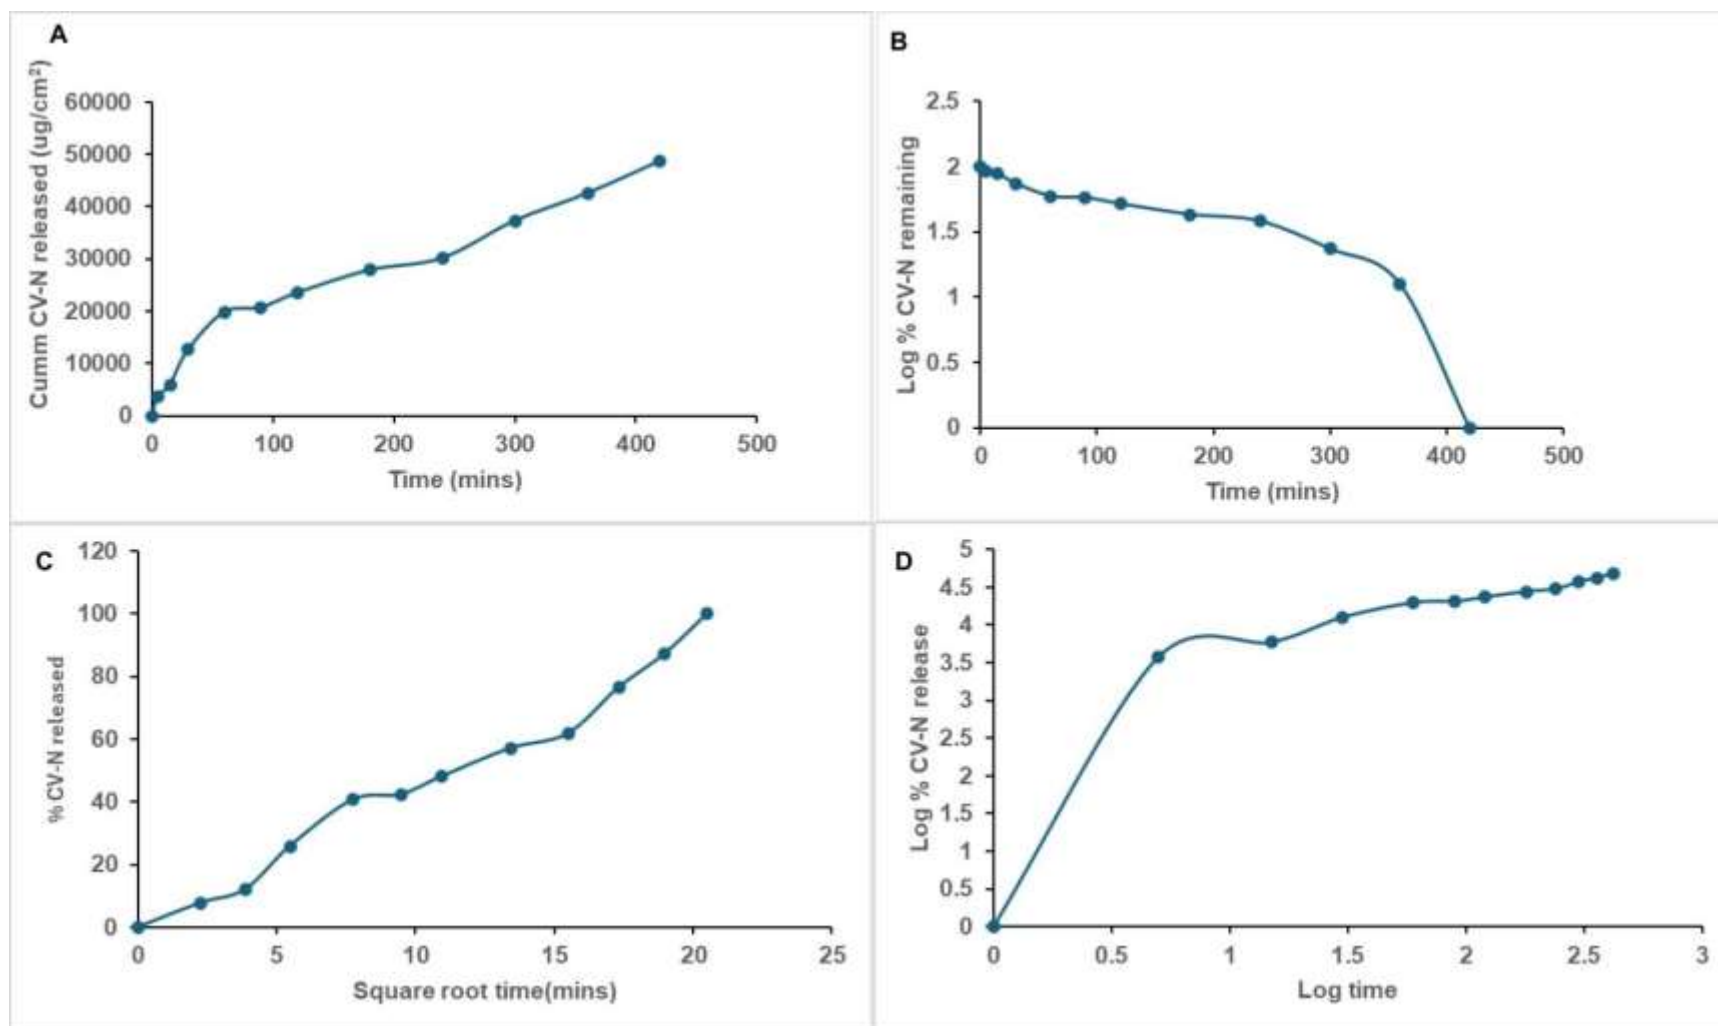 A
Cumm CV-N released (ug/cm²)
60000
50000
40000
30000
20000
10000
0
0 100 200 300 400 500
Time (mins)
B
Log % CV-N remaining
2.5
2
1.5
1
0.5
0
0 100 200 300 400 500
Time (mins)
C
%CV-N released
120
100
80
60
40
20
0
0 5 10 15 20 25
Square root time(mins)
D
Log % CV-N release
5
4.5
4
3.5
3
2.5
2
1.5
1
0.5
0
0 0.5 1 1.5 2 2.5 3
Log time